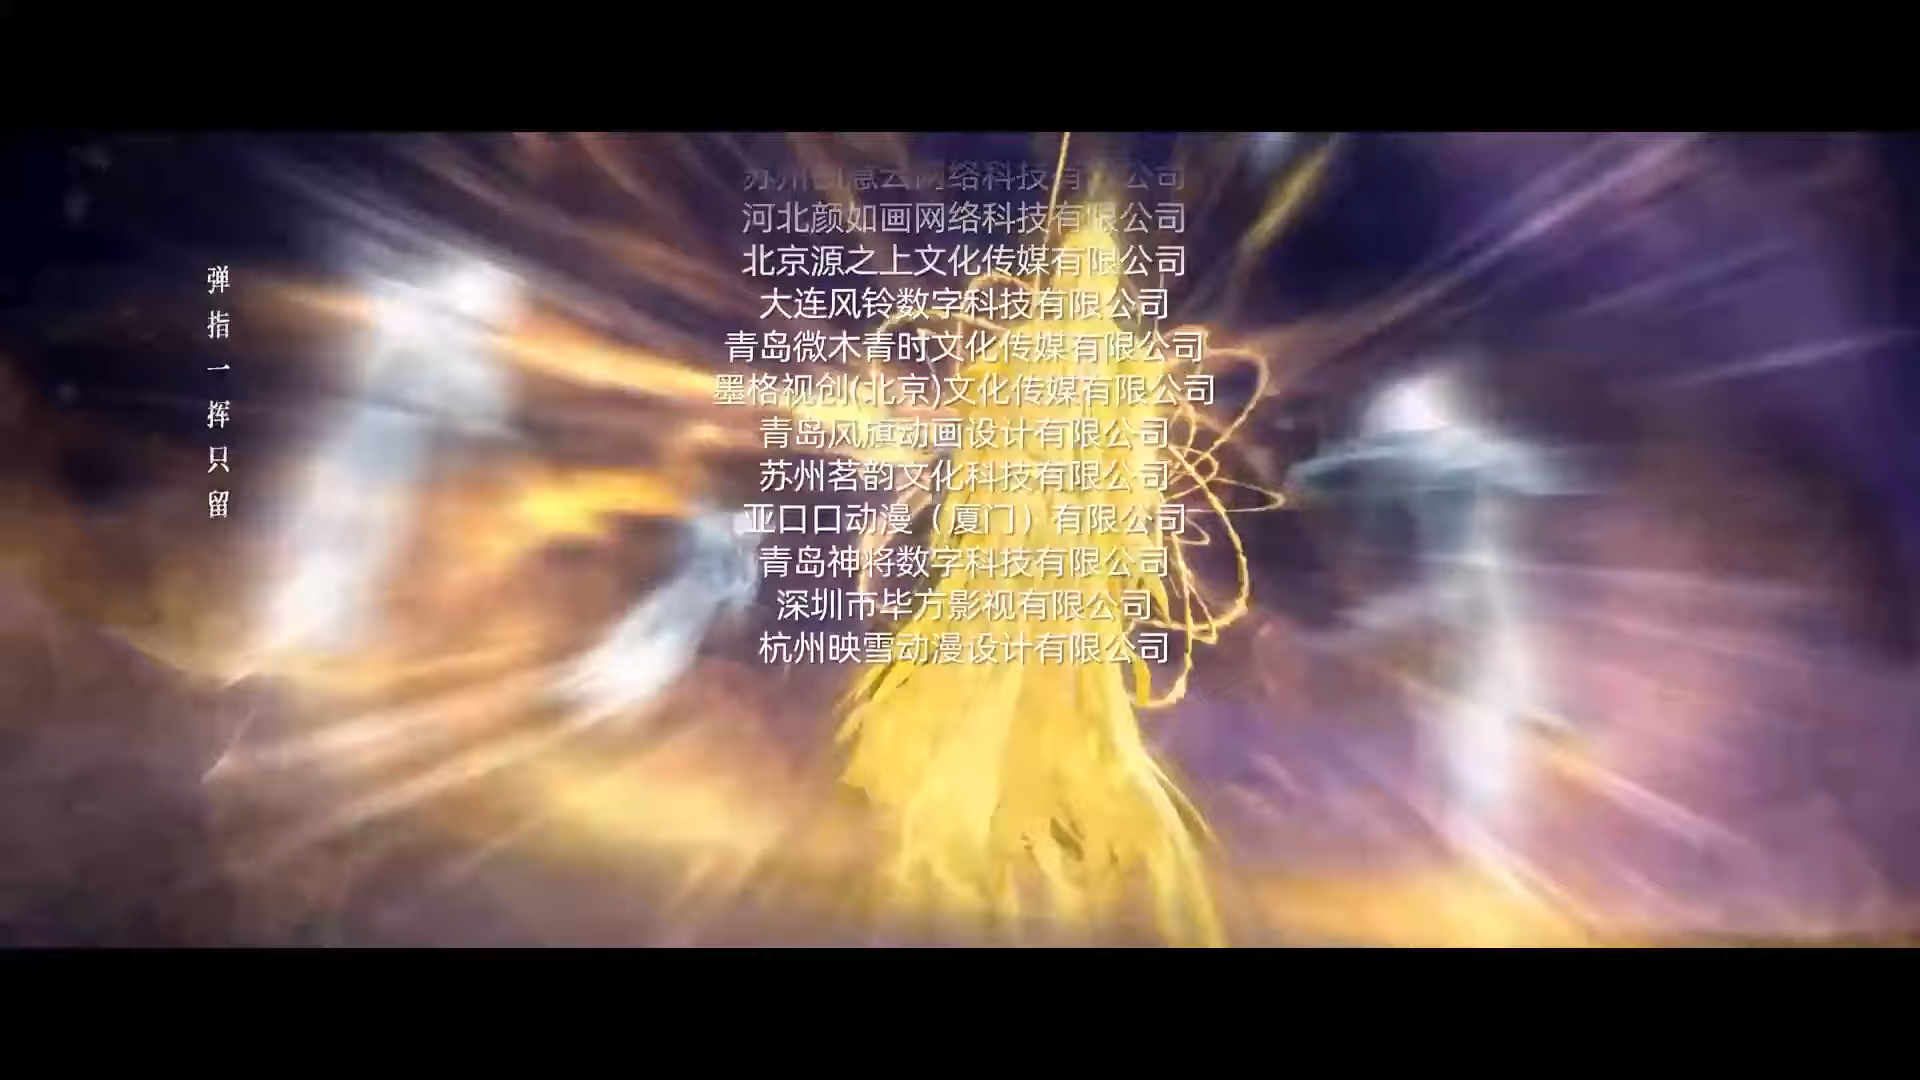 弹指一挥只留
河北颜如画网络科技有限公司
北京源之上文化传媒有限公司
大连风铃数字科技有限公司
青岛微木青时文化传媒有限公司
墨格视创(北京)文化传媒有限公司
青岛风旗动画设计有限公司
苏州茗韵文化科技有限公司
亚口口动漫（厦门）有限公司
青岛神将数字科技有限公司
深圳市毕方影视有限公司
杭州映雪动漫设计有限公司